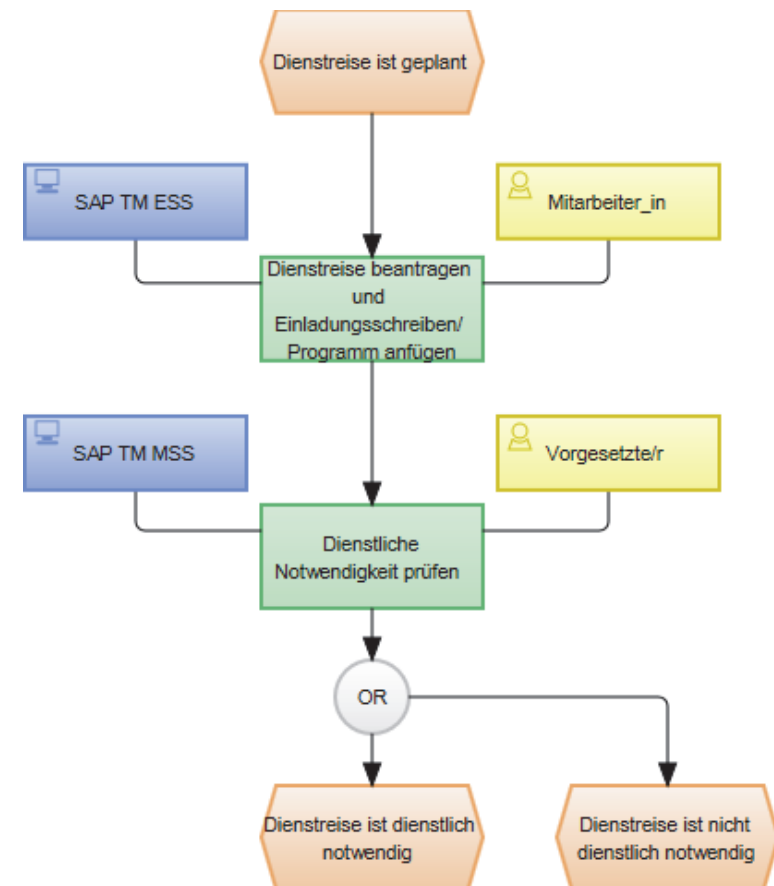 Dienstreise ist geplant
SAP TM ESS
Mitarbeiter_in
Dienstreise beantragen
und
Einladungsschreiben/
Programm anfügen
SAP TM MSS
Vorgesetzte/r
Dienstliche
Notwendigkeit prüfen
OR
Dienstreise ist dienstlich
notwendig
Dienstreise ist nicht
dienstlich notwendig